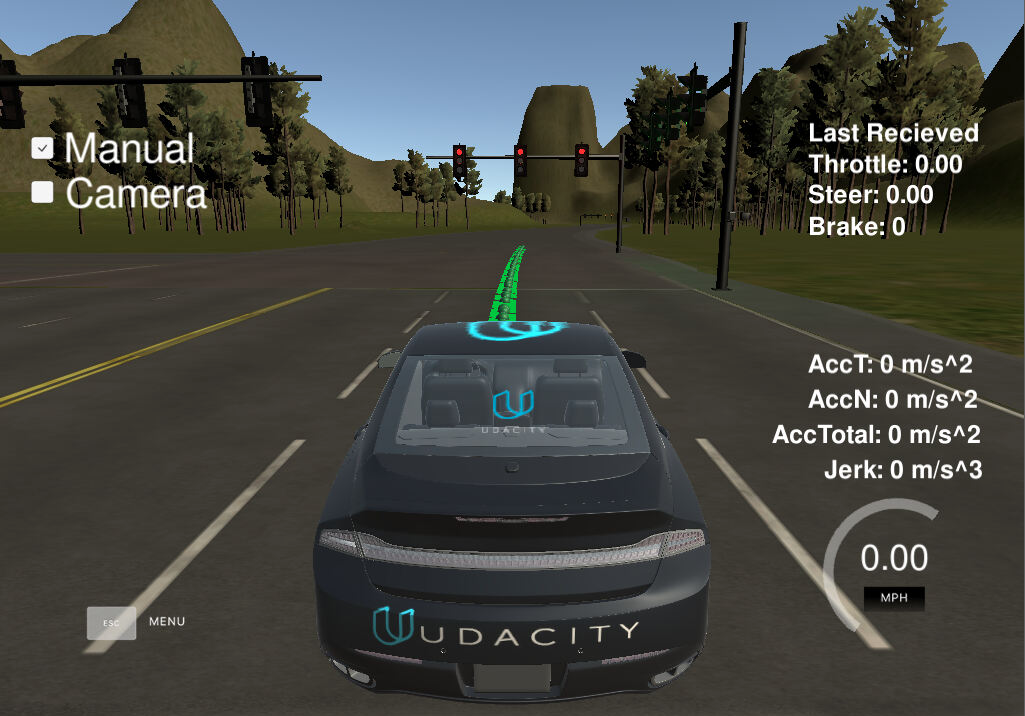 Manual
Camera
Last Recieved
Throttle: 0.00
Steer: 0.00
Brake: 0
AccT: 0 m/s^2
AccN: 0 m/s^2
AccTotal: 0 m/s^2
Jerk: 0 m/s^3
UDACITY
0.00
MPH
ESC
MENU
UDACITY